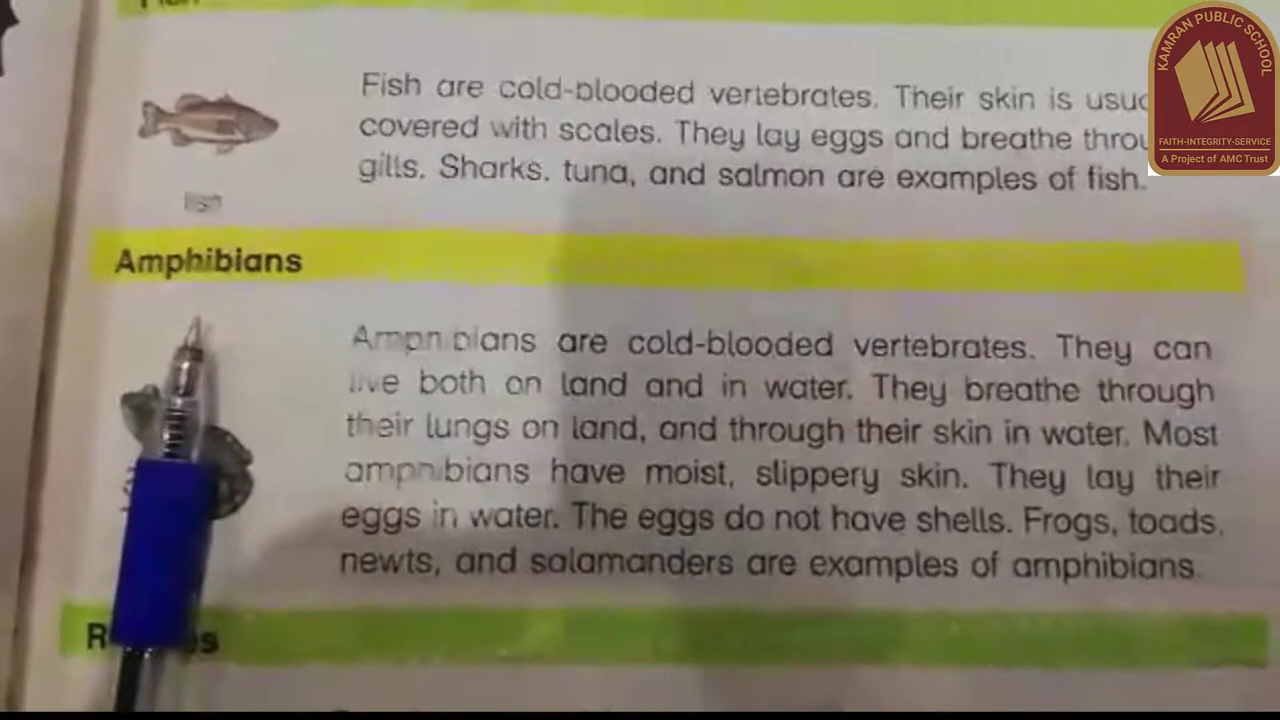 Fish
Fish are cold-blooded vertebrates. Their skin is
covered with scales. They lay eggs and breathe
gills. Sharks, tuna, and salmon are examples of fish.
fish
Amphibians
Amphibians are cold-blooded vertebrates. They can
live both on land and in water. They breathe through
their lungs on land, and through their skin in water. Most
amphibians have moist, slippery skin. They lay their
eggs in water. The eggs do not have shells. Frogs, toads,
newts, and salamanders are examples of amphibians.
KAMRAN PUBLIC SCHOOL
FAITH-INTEGRITY-SERVICE
A Project of AMC Trust